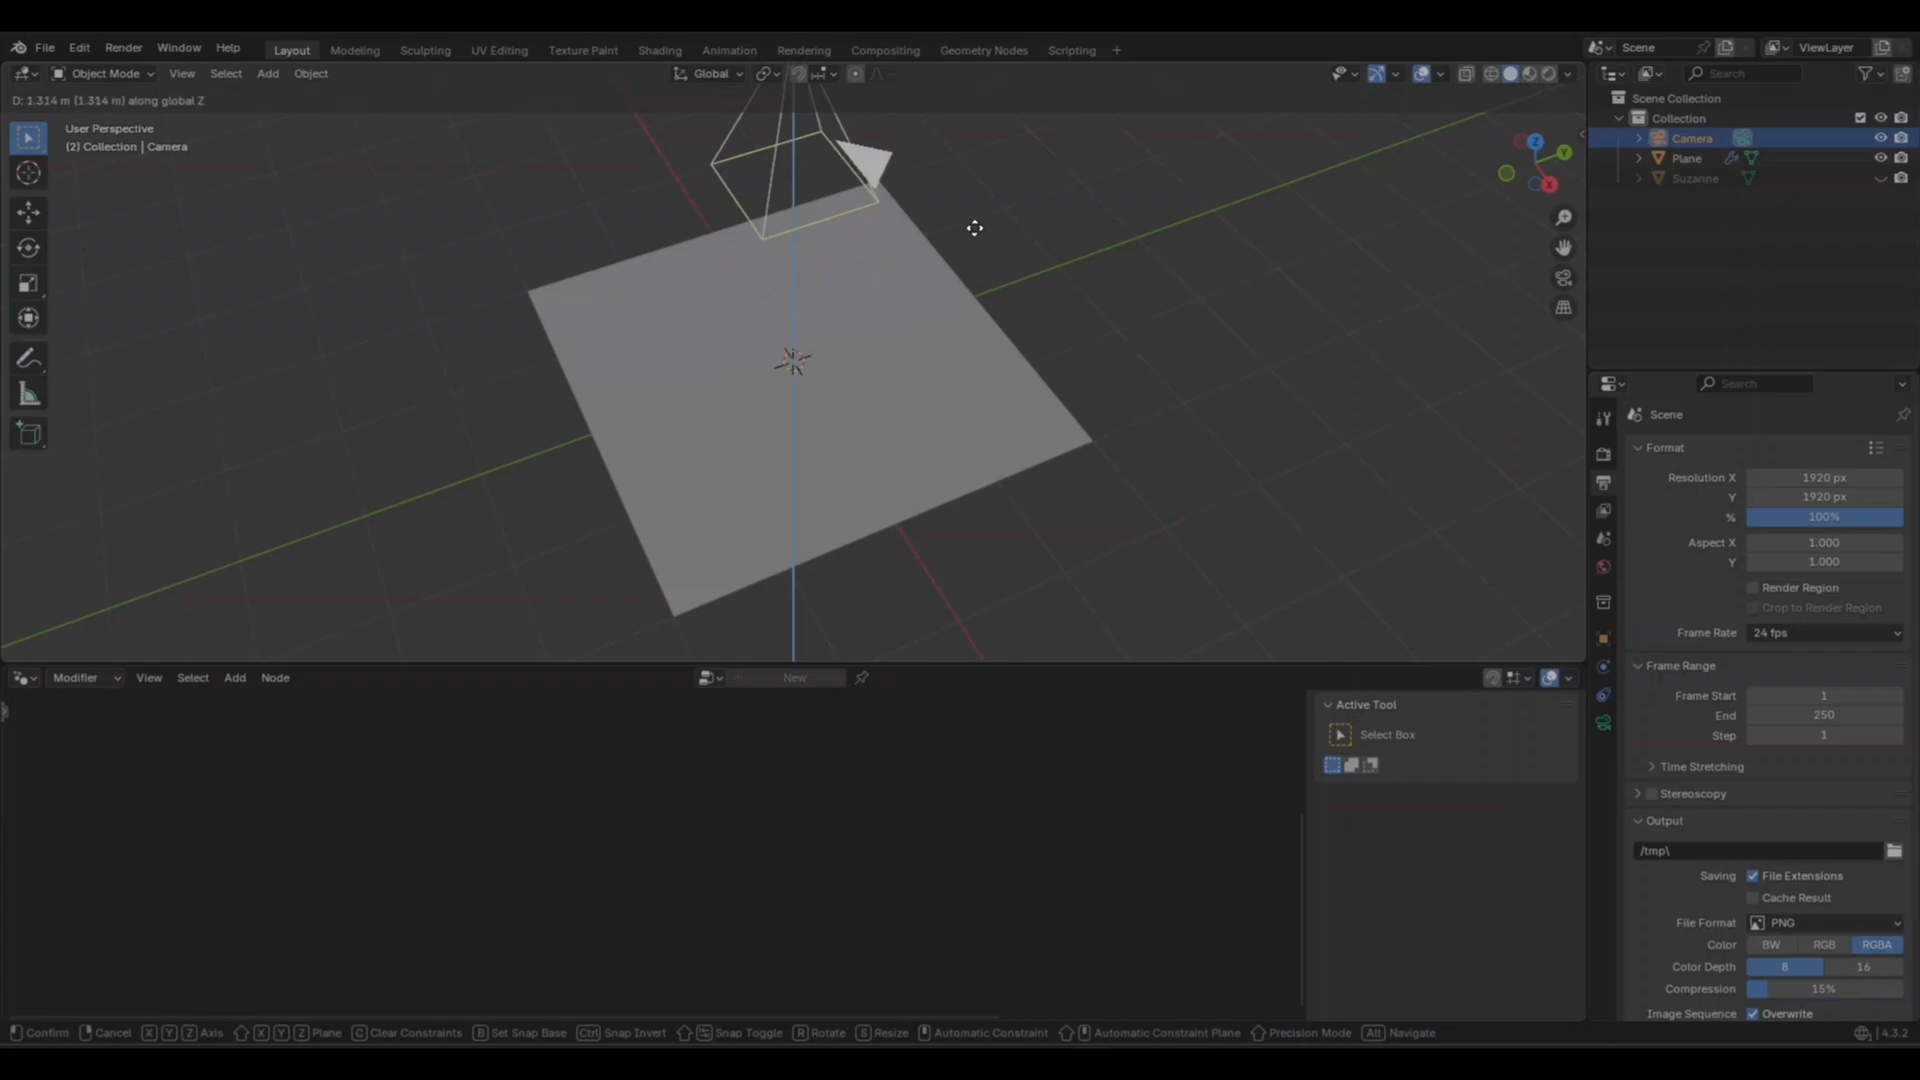 File Edit Render Window Help Layout Modeling Sculpting UV Editing Texture Paint Shading Animation Rendering Compositing Geometry Nodes Scripting + Scene ViewLayer
Object Mode View Select Add Object Global Search
D: 1.314 m (1.314 m) along global Z
Scene Collection
Collection
Camera
Plane
Suzanne
User Perspective
(2) Collection | Camera
Z
Y
X
Search
Scene
Format
Resolution X 1920 px
Y 1920 px
% 100%
Aspect X 1.000
Y 1.000
Render Region
Crop to Render Region
Frame Rate 24 fps
Frame Range
Frame Start 1
End 250
Step 1
Time Stretching
Stereoscopy
Output
/tmp\
Saving File Extensions
Cache Result
File Format PNG
Color BW RGB RGBA
Color Depth 8 16
Compression 15%
Image Sequence Overwrite
Modifier View Select Add Node New
Active Tool
Select Box
Confirm Cancel X Y Z Axis X Y Z Plane C Clear Constraints B Set Snap Base Ctrl Snap Invert Snap Toggle R Rotate S Resize Automatic Constraint Automatic Constraint Plane Precision Mode Alt Navigate 4.3.2